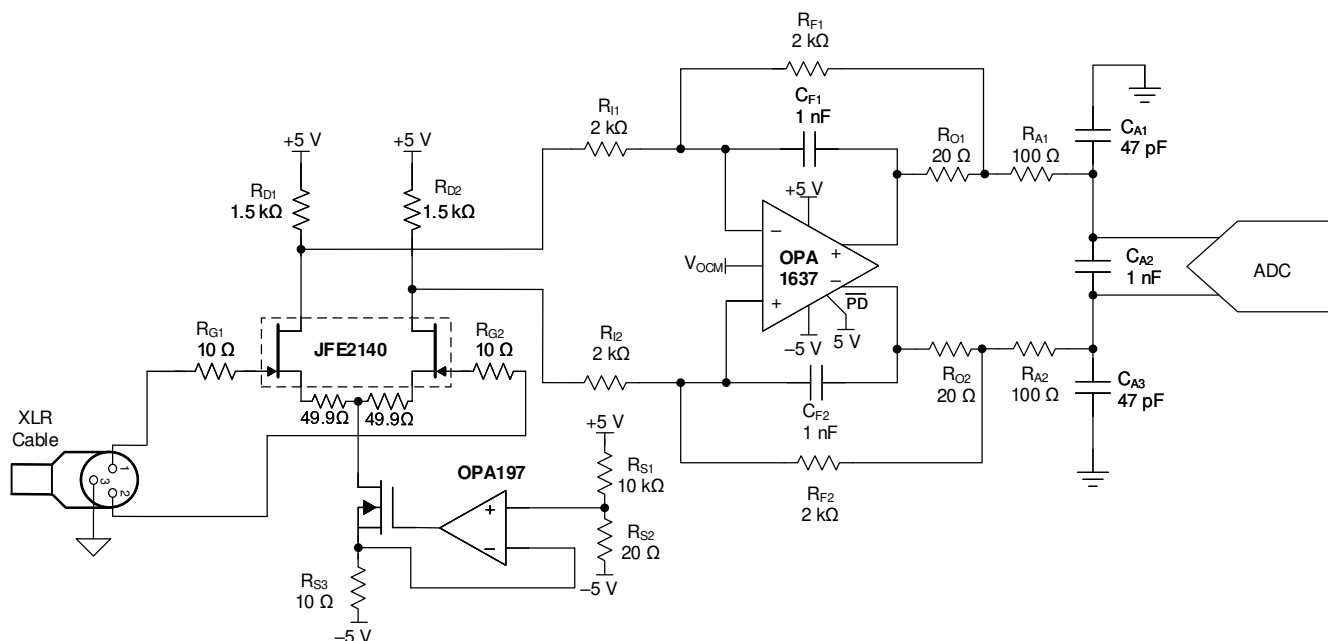 RF1
2 kΩ
CF1
1 nF
RI1
2 kΩ
RO1
20 Ω
RA1
100 Ω
CA1
47 pF
+5 V
+5 V
RD1
1.5 kΩ
RD2
1.5 kΩ
+5 V
–
+
OPA
1637
VOCM
+
–
PD
–5 V
5 V
CA2
1 nF
ADC
RG1
10 Ω
JFE2140
RG2
10 Ω
RI2
2 kΩ
RO2
20 Ω
RA2
100 Ω
CA3
47 pF
CF2
1 nF
49.9Ω
49.9Ω
XLR
Cable
1
3
2
+5 V
OPA197
RS1
10 kΩ
+
–
RS2
20 Ω
–5 V
RF2
2 kΩ
RS3
10 Ω
–5 V